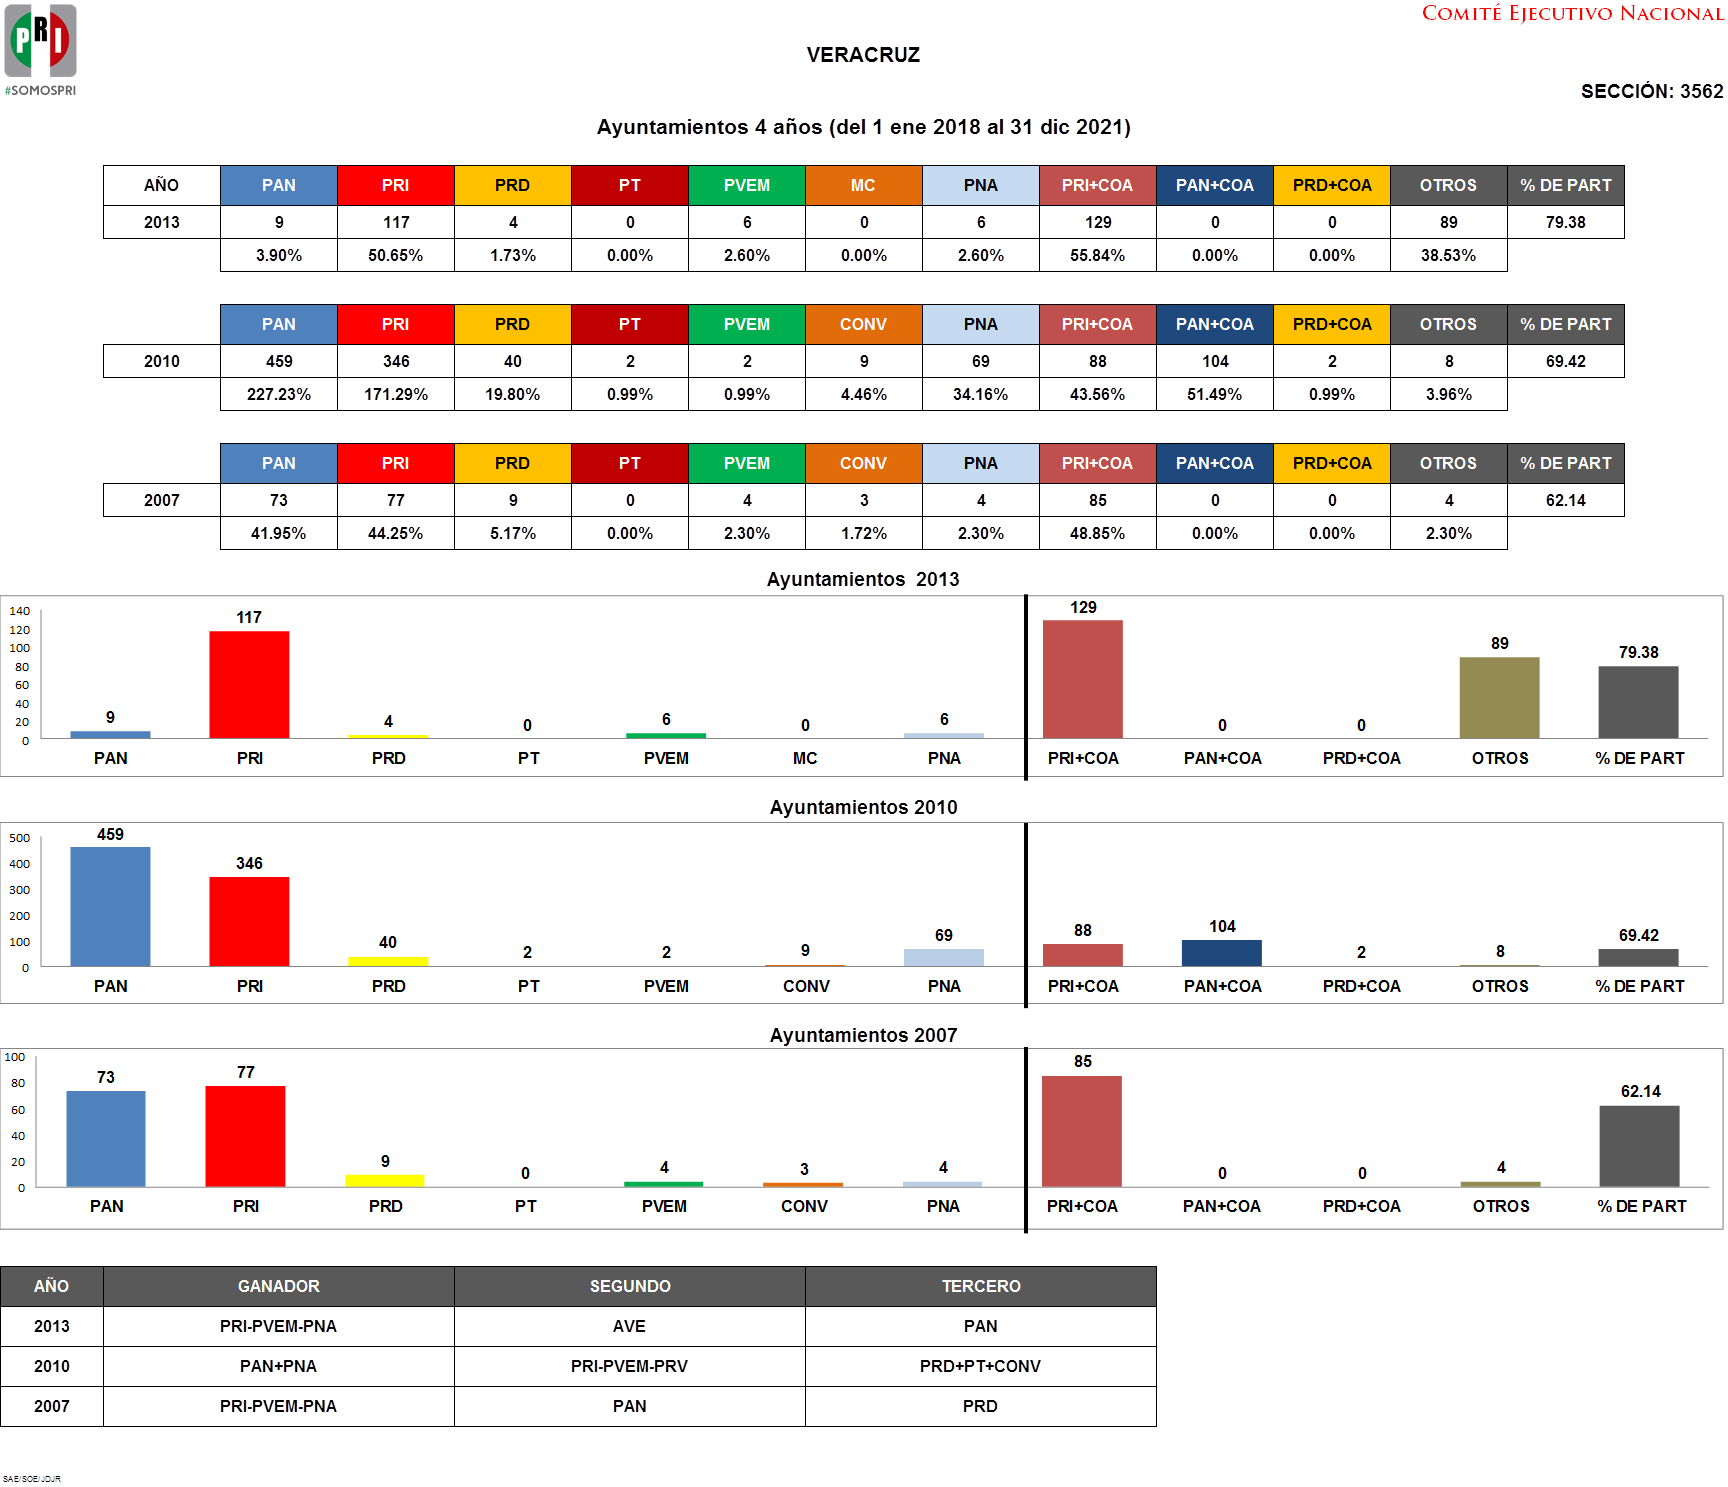 PRI
#SOMOSPRI
COMITÉ EJECUTIVO NACIONAL
VERACRUZ
SECCIÓN: 3562
Ayuntamientos 4 años (del 1 ene 2018 al 31 dic 2021)
AÑO PAN PRI PRD PT PVEM MC PNA PRI+COA PAN+COA PRD+COA OTROS % DE PART
2013 9 117 4 0 6 0 6 129 0 0 89 79.38
3.90% 50.65% 1.73% 0.00% 2.60% 0.00% 2.60% 55.84% 0.00% 0.00% 38.53%
PAN PRI PRD PT PVEM CONV PNA PRI+COA PAN+COA PRD+COA OTROS % DE PART
2010 459 346 40 2 2 9 69 88 104 2 8 69.42
227.23% 171.29% 19.80% 0.99% 0.99% 4.46% 34.16% 43.56% 51.49% 0.99% 3.96%
PAN PRI PRD PT PVEM CONV PNA PRI+COA PAN+COA PRD+COA OTROS % DE PART
2007 73 77 9 0 4 3 4 85 0 0 4 62.14
41.95% 44.25% 5.17% 0.00% 2.30% 1.72% 2.30% 48.85% 0.00% 0.00% 2.30%
Ayuntamientos 2013
140
120
100
80
60
40
20
0
9 117 4 0 6 0 6 129 0 0 89 79.38
PAN PRI PRD PT PVEM MC PNA PRI+COA PAN+COA PRD+COA OTROS % DE PART
Ayuntamientos 2010
500
400
300
200
100
0
459 346 40 2 2 9 69 88 104 2 8 69.42
PAN PRI PRD PT PVEM CONV PNA PRI+COA PAN+COA PRD+COA OTROS % DE PART
Ayuntamientos 2007
100
80
60
40
20
0
73 77 9 0 4 3 4 85 0 0 4 62.14
PAN PRI PRD PT PVEM CONV PNA PRI+COA PAN+COA PRD+COA OTROS % DE PART
AÑO GANADOR SEGUNDO TERCERO
2013 PRI-PVEM-PNA AVE PAN
2010 PAN+PNA PRI-PVEM-PRV PRD+PT+CONV
2007 PRI-PVEM-PNA PAN PRD
SAE/SOE/JDJR